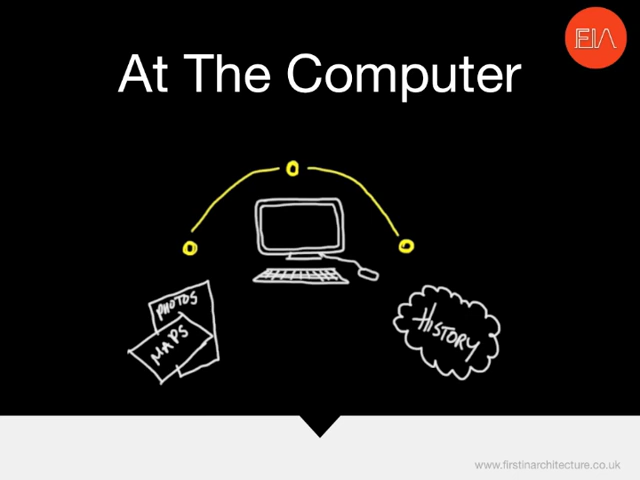 FIA
At The Computer
PHOTOS
MAPS
HISTORY
www.firstinarchitecture.co.uk